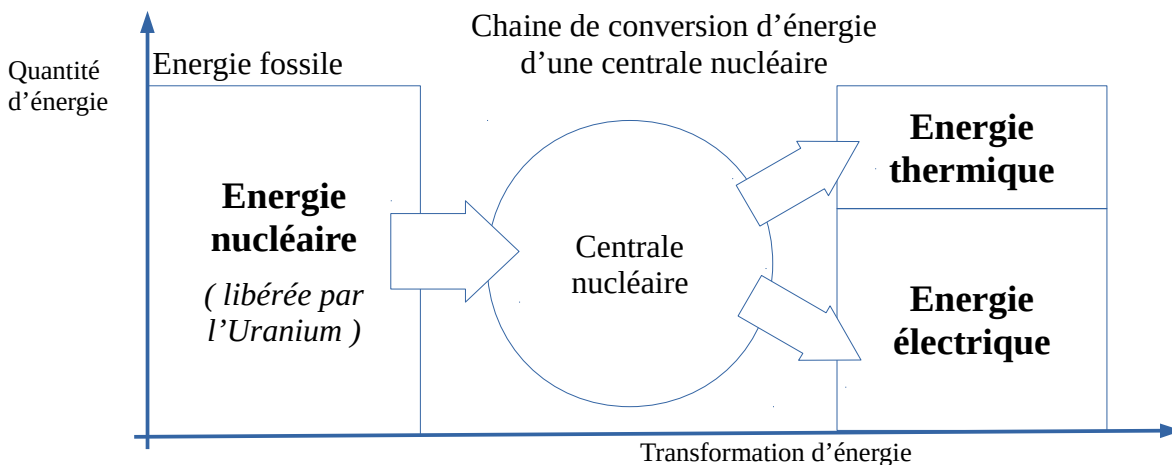 Chaine de conversion d’énergie
d’une centrale nucléaire
Quantité
d’énergie
Energie fossile
Energie
nucléaire
( libérée par
l’Uranium )
Centrale
nucléaire
Energie
thermique
Energie
électrique
Transformation d’énergie